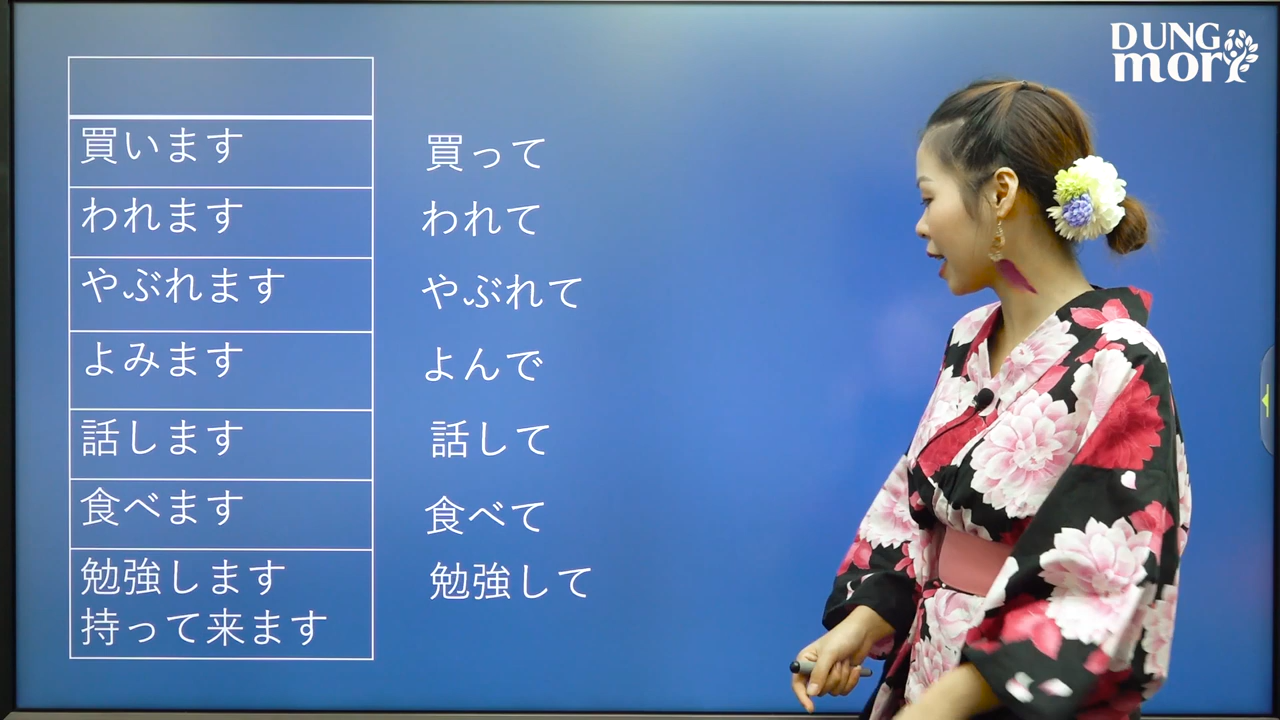 DUNG
mori
買います 買って
われます われて
やぶれます やぶれて
よみます よんで
話します 話して
食べます 食べて
勉強します 勉強して
持って来ます